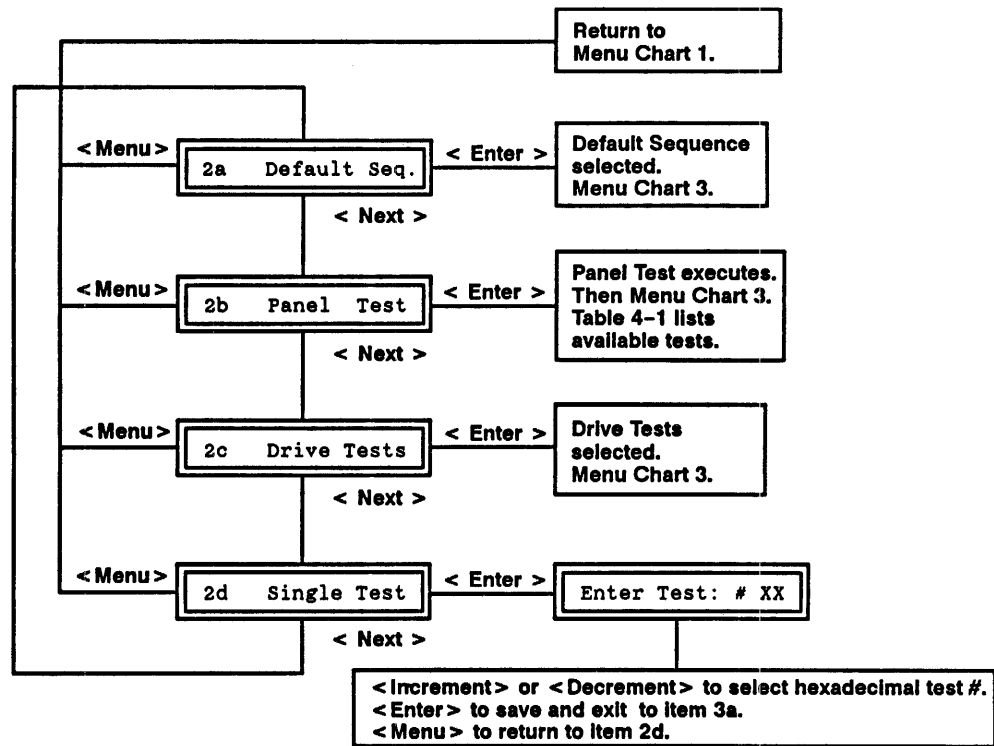 Return to
Menu Chart 1.
<Menu>
2a Default Seq.
< Enter >
Default Sequence
selected.
Menu Chart 3.
< Next >
<Menu>
2b Panel Test
< Enter >
Panel Test executes.
Then Menu Chart 3.
Table 4-1 lists
available tests.
< Next >
<Menu>
2c Drive Tests
< Enter >
Drive Tests
selected.
Menu Chart 3.
< Next >
<Menu>
2d Single Test
< Enter >
Enter Test: # XX
< Next >
<Increment> or <Decrement> to select hexadecimal test #.
<Enter> to save and exit to item 3a.
<Menu> to return to item 2d.